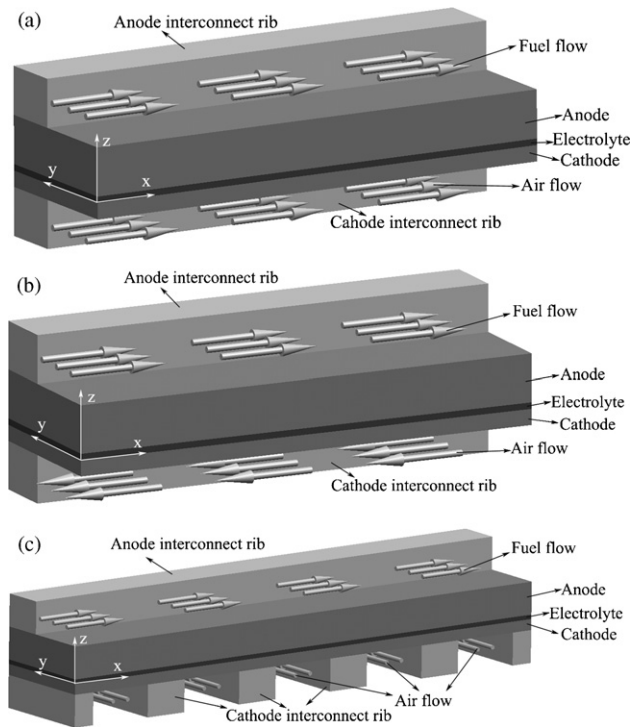 (a)
Anode interconnect rib
Fuel flow
Anode
z
Electrolyte
Cathode
y
x
Air flow
Cahode interconnect rib
(b)
Anode interconnect rib
Fuel flow
Anode
z
Electrolyte
y
Cathode
x
Air flow
Cathode interconnect rib
(c)
Anode interconnect rib
Fuel flow
Anode
z
Electrolyte
Cathode
y
x
Air flow
Cathode interconnect rib